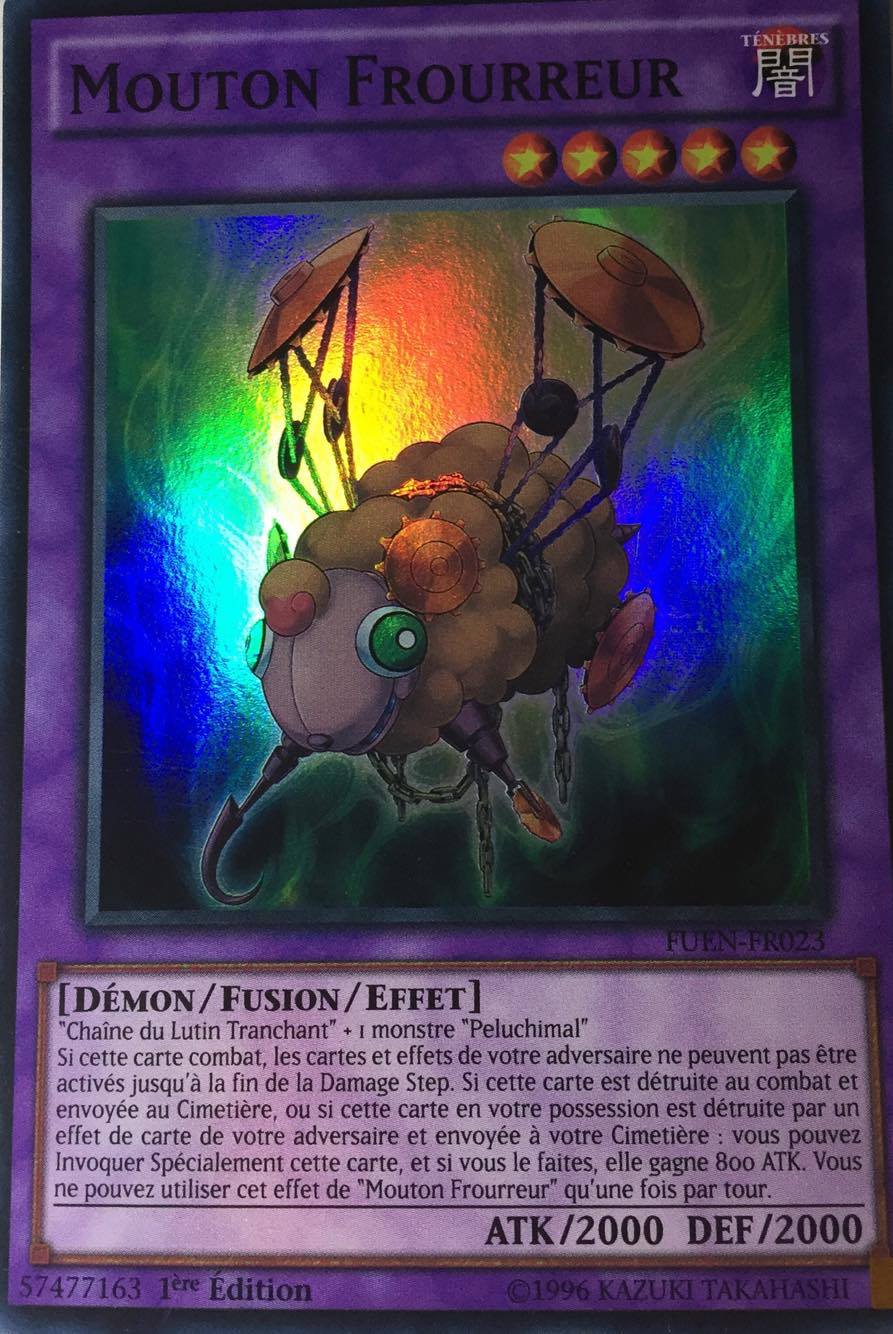 Mouton Frourreur
TÉNÈBRES
闇
FUEN-FR023
[Démon/Fusion/Effet]
"Chaîne du Lutin Tranchant" + 1 monstre "Peluchimal"
Si cette carte combat, les cartes et effets de votre adversaire ne peuvent pas être
activés jusqu'à la fin de la Damage Step. Si cette carte est détruite au combat et
envoyée au Cimetière, ou si cette carte en votre possession est détruite par un
effet de carte de votre adversaire et envoyée à votre Cimetière : vous pouvez
Invoquer Spécialement cette carte, et si vous le faites, elle gagne 800 ATK. Vous
ne pouvez utiliser cet effet de "Mouton Frourreur" qu'une fois par tour.
ATK/2000 DEF/2000
57477163 1ère Édition ©1996 KAZUKI TAKAHASHI